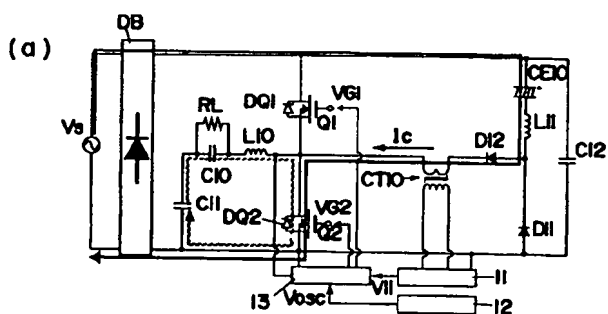 (a)
DB
Vs
RL
C10
L10
C11
DQ1
VG1
Q1
Ic
CT10
D12
CE10
L11
C12
D11
DQ2
VG2
Q2
13
Vosc
V11
11
12